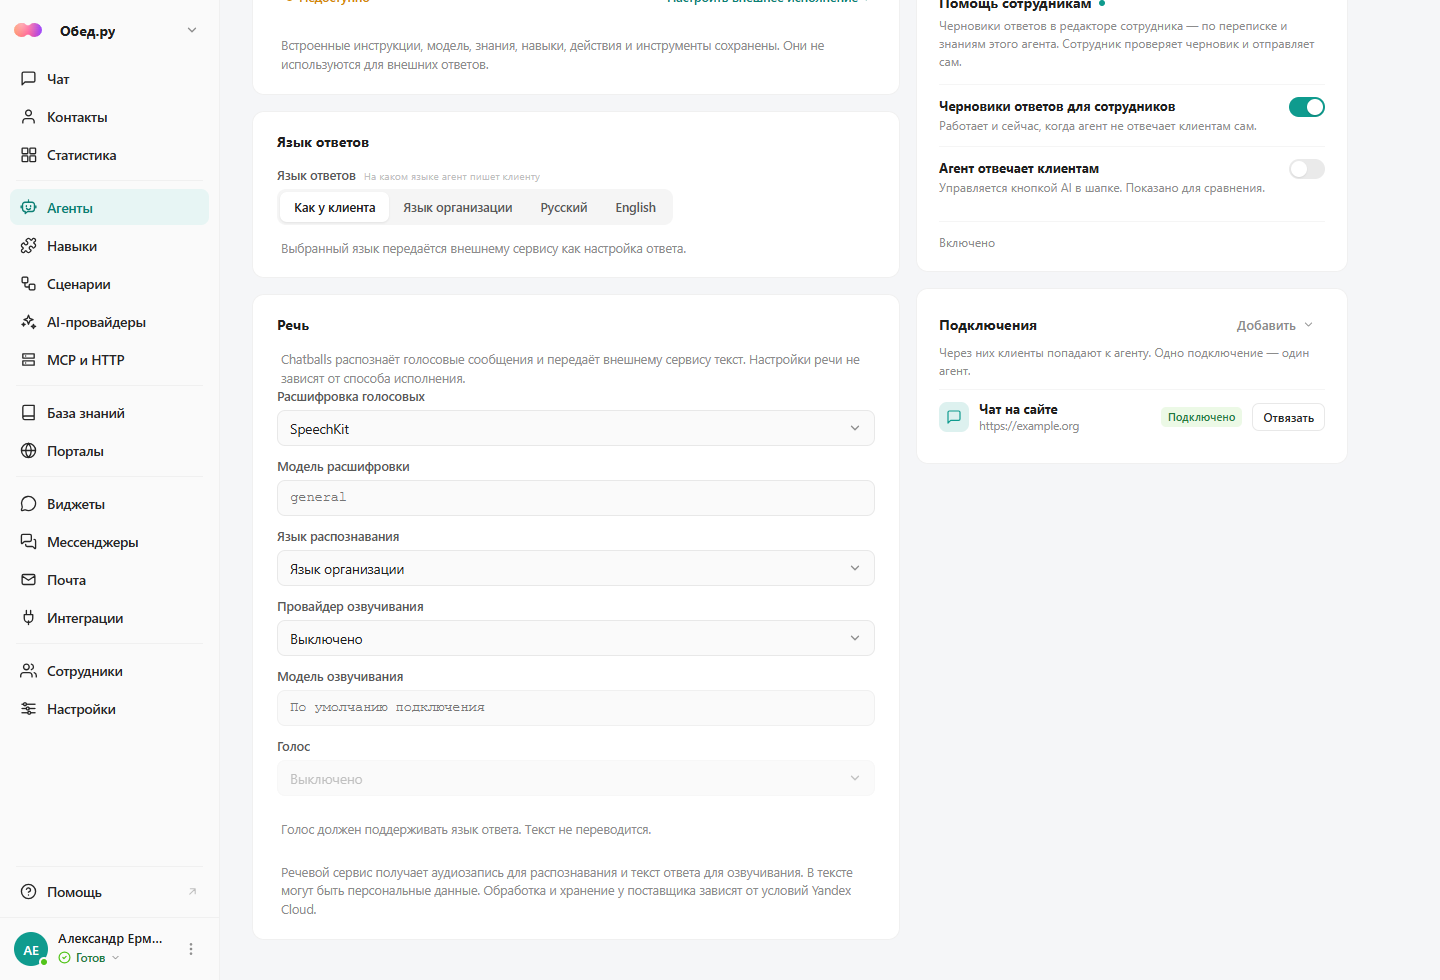 Обед.ру
Чат
Контакты
Статистика
Агенты
Навыки
Сценарии
AI-провайдеры
MCP и HTTP
База знаний
Порталы
Виджеты
Мессенджеры
Почта
Интеграции
Сотрудники
Настройки
Помощь
AE
Александр Ерм...
Готов
Недоступно
Настроить внешнее исполнение
Встроенные инструкции, модель, знания, навыки, действия и инструменты сохранены. Они не
используются для внешних ответов.
Язык ответов
Язык ответов На каком языке агент пишет клиенту
Как у клиента Язык организации Русский English
Выбранный язык передаётся внешнему сервису как настройка ответа.
Речь
Chatballs распознаёт голосовые сообщения и передаёт внешнему сервису текст. Настройки речи не
зависят от способа исполнения.
Расшифровка голосовых
SpeechKit
Модель расшифровки
general
Язык распознавания
Язык организации
Провайдер озвучивания
Выключено
Модель озвучивания
По умолчанию подключения
Голос
Выключено
Голос должен поддерживать язык ответа. Текст не переводится.
Речевой сервис получает аудиозапись для распознавания и текст ответа для озвучивания. В тексте
могут быть персональные данные. Обработка и хранение у поставщика зависят от условий Yandex
Cloud.
Помощь сотрудникам
Черновики ответов в редакторе сотрудника — по переписке и
знаниям этого агента. Сотрудник проверяет черновик и отправляет
сам.
Черновики ответов для сотрудников
Работает и сейчас, когда агент не отвечает клиентам сам.
Агент отвечает клиентам
Управляется кнопкой AI в шапке. Показано для сравнения.
Включено
Подключения
Добавить
Через них клиенты попадают к агенту. Одно подключение — один
агент.
Чат на сайте
https://example.org
Подключено
Отвязать